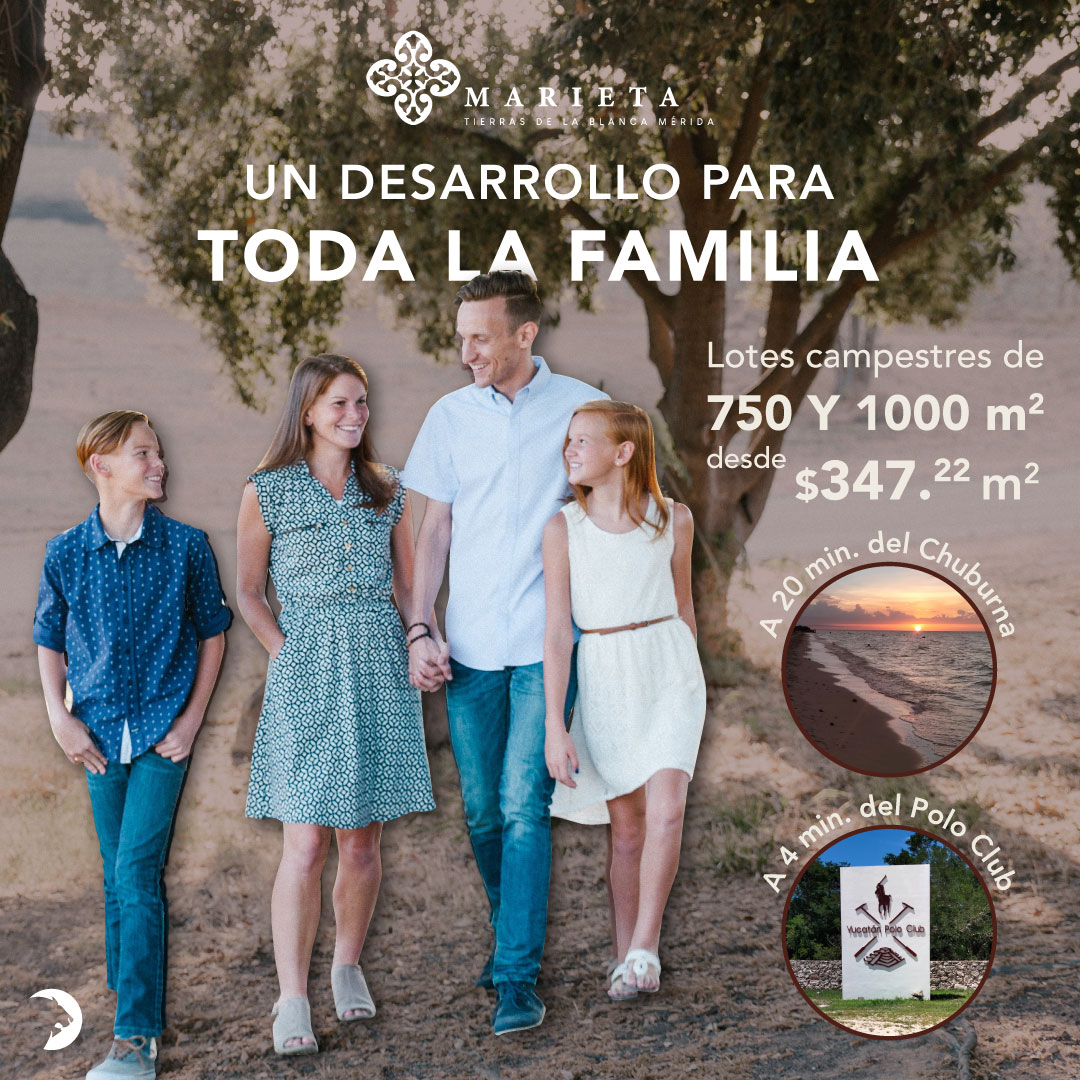 MARIETA
TIERRAS DE LA BLANCA MÉRIDA
UN DESARROLLO PARA
TODA LA FAMILIA
Lotes campestres de
750 Y 1000 m²
desde
$347.²² m²
A 20 min. del Chuburna
A 4 min. del Polo Club
Yucatán Polo Club